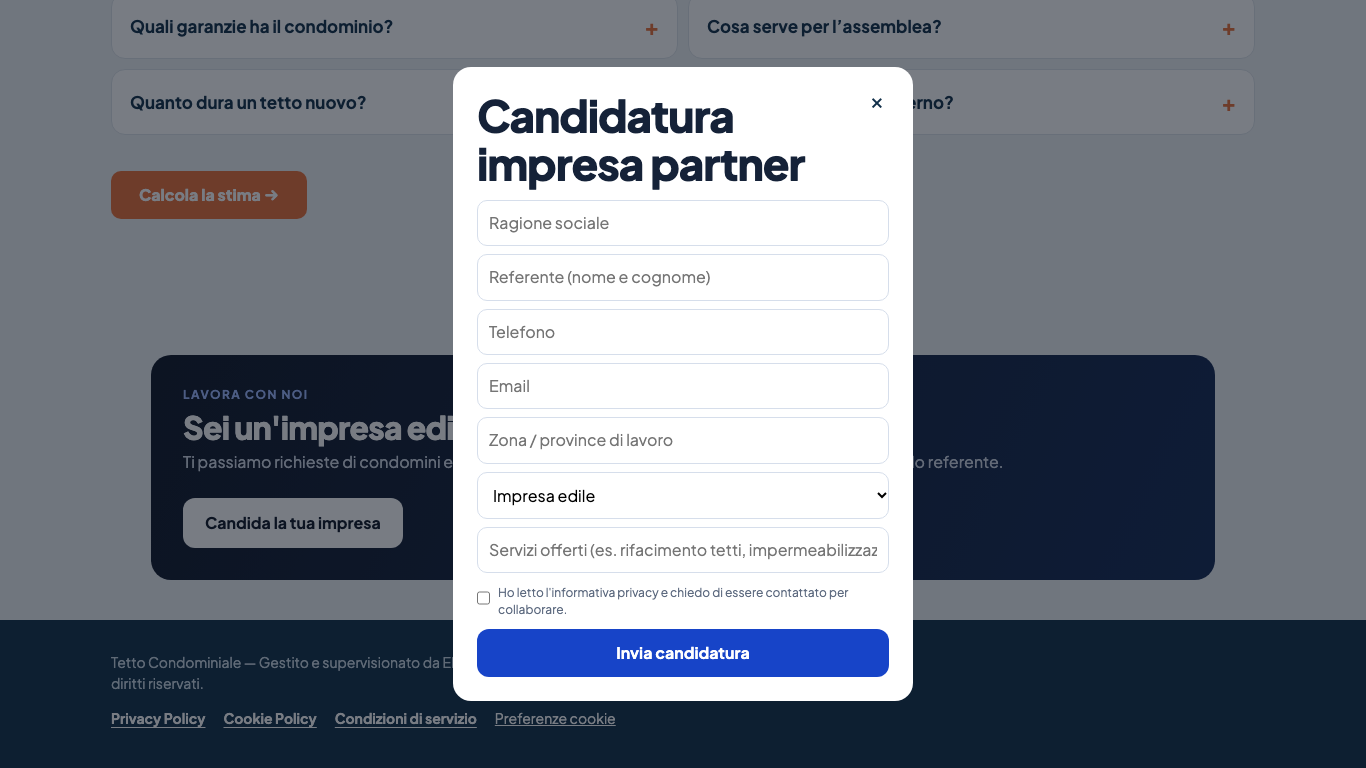 Quali garanzie ha il condominio?
+
Cosa serve per l’assemblea?
+
Quanto dura un tetto nuovo?
+
Candidatura
impresa partner
×
Calcola la stima →
Ragione sociale
Referente (nome e cognome)
Telefono
Email
Zona / province di lavoro
Impresa edile
Servizi offerti (es. rifacimento tetti,
Ho letto l'informativa privacy e chiedo di essere contattato per
collaborare.
Invia candidatura
LAVORA CON NOI
Sei un'impresa
Ti passiamo richieste di condomini
referente.
Candida la tua impresa
Tetto Condominiale — Gestito e supervisionato da
diritti riservati.
Privacy Policy Cookie Policy Condizioni di servizio Preferenze cookie